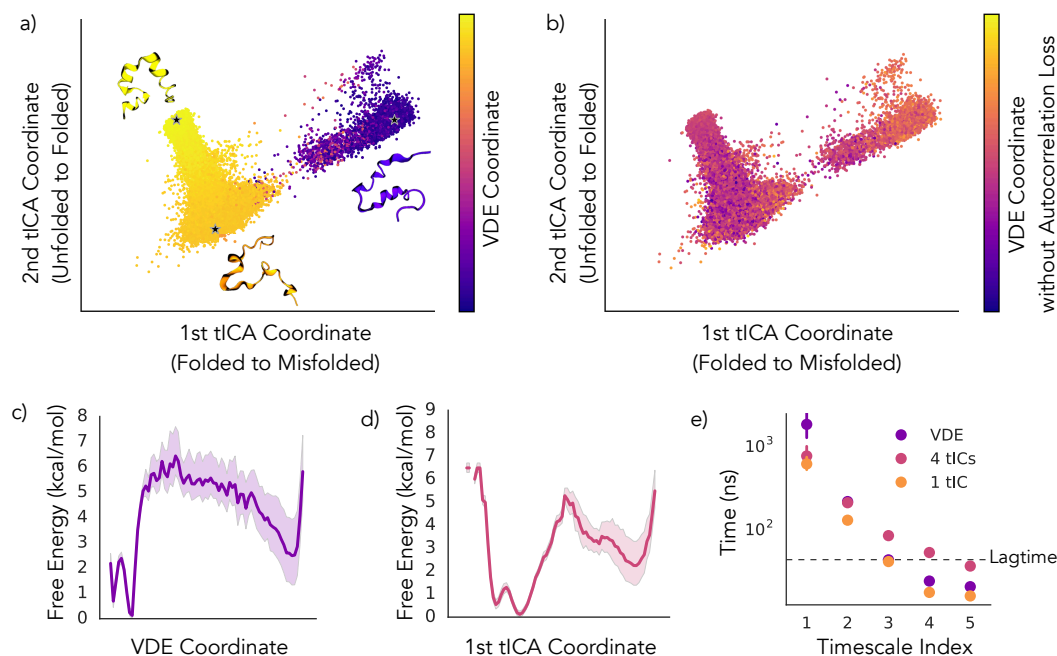 a)
2nd tICA Coordinate
(Unfolded to Folded)
1st tICA Coordinate
(Folded to Misfolded)
VDE Coordinate
b)
2nd tICA Coordinate
(Unfolded to Folded)
1st tICA Coordinate
(Folded to Misfolded)
VDE Coordinate
without Autocorrelation Loss
c)
Free Energy (kcal/mol)
8
7
6
5
4
3
2
1
0
VDE Coordinate
d)
Free Energy (kcal/mol)
9
8
7
6
5
4
3
2
1
0
1st tICA Coordinate
e)
Time (ns)
10³
10²
VDE
4 tICs
1 tIC
Lagtime
1 2 3 4 5
Timescale Index